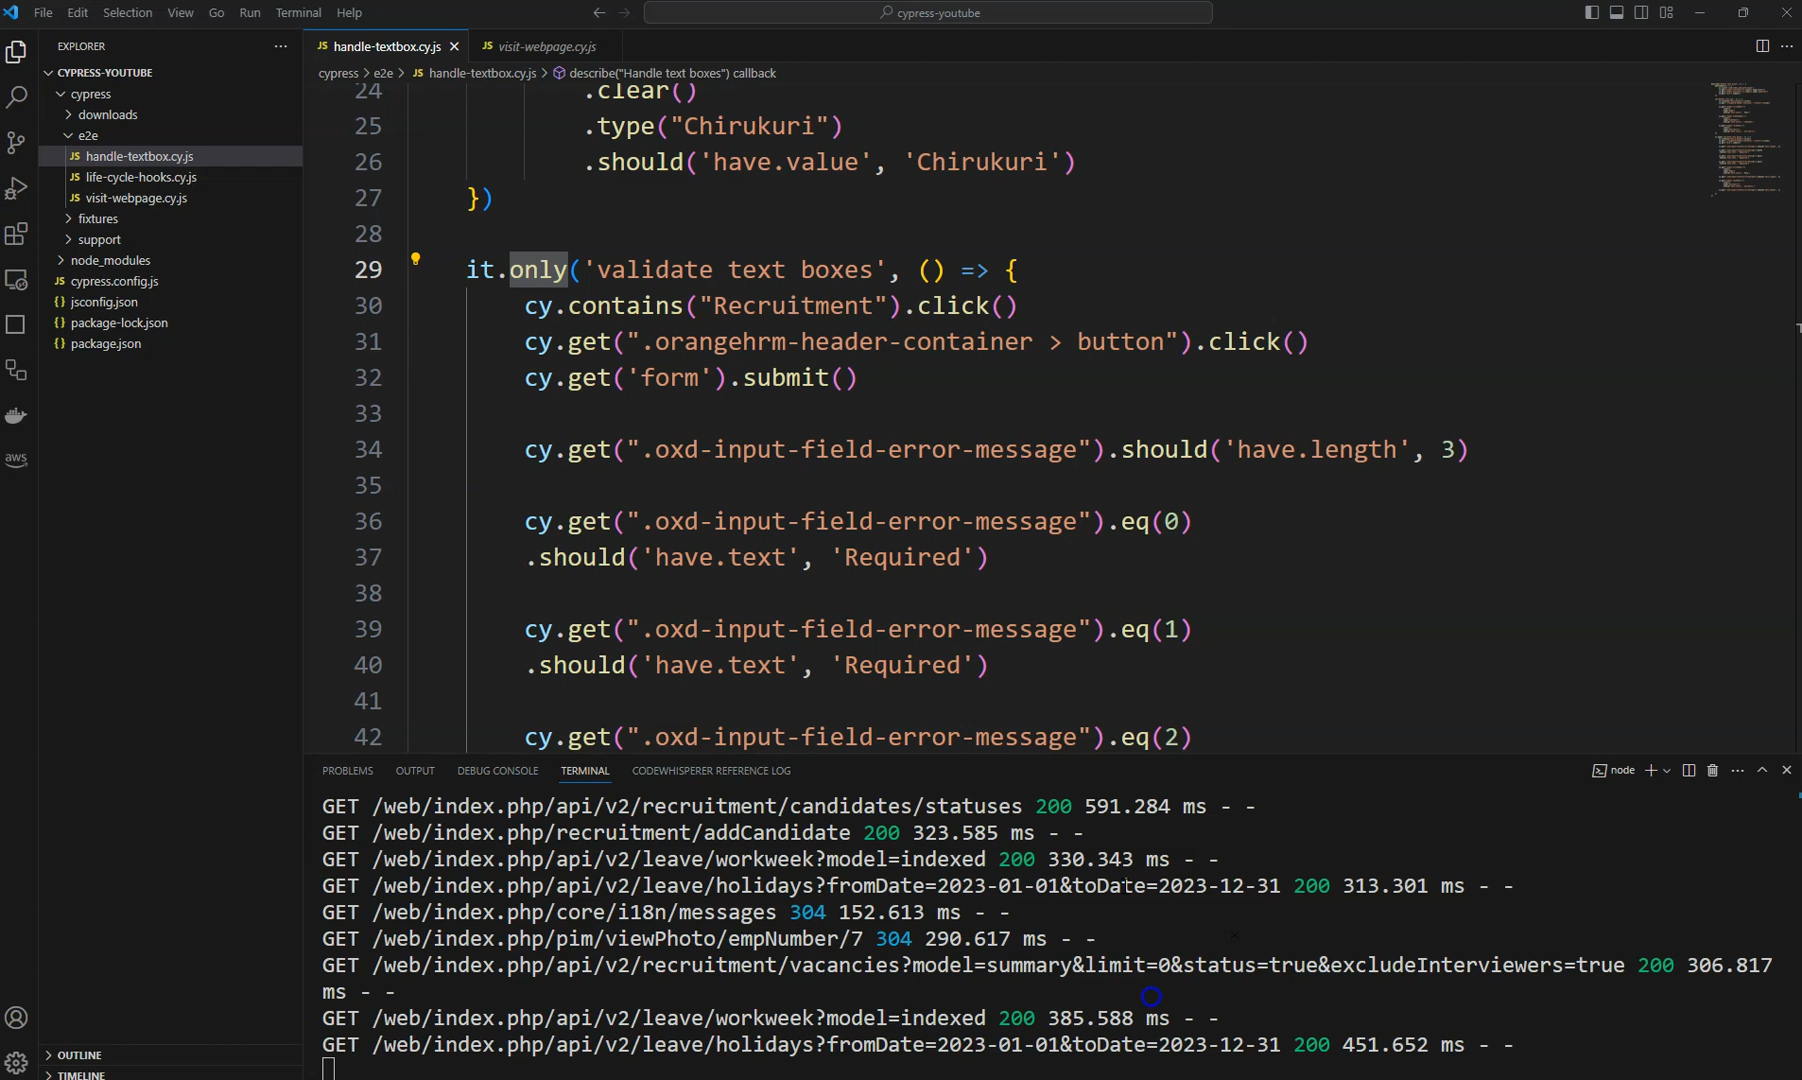 File Edit Selection View Go Run Terminal Help
cypress-youtube
EXPLORER
handle-textbox.cy.js
visit-webpage.cy.js
CYPRESS-YOUTUBE
cypress > e2e > JS handle-textbox.cy.js > describe("Handle text boxes") callback
cypress
downloads
e2e
JS handle-textbox.cy.js
JS life-cycle-hooks.cy.js
JS visit-webpage.cy.js
fixtures
support
node_modules
JS cypress.config.js
{} jsconfig.json
{} package-lock.json
{} package.json
24 .clear()
25 .type("Chirukuri")
26 .should('have.value', 'Chirukuri')
27 })
28
29 it.only('validate text boxes', () => {
30 cy.contains("Recruitment").click()
31 cy.get(".orangehrm-header-container > button").click()
32 cy.get('form').submit()
33
34 cy.get(".oxd-input-field-error-message").should('have.length', 3)
35
36 cy.get(".oxd-input-field-error-message").eq(0)
37 .should('have.text', 'Required')
38
39 cy.get(".oxd-input-field-error-message").eq(1)
40 .should('have.text', 'Required')
41
42 cy.get(".oxd-input-field-error-message").eq(2)
PROBLEMS OUTPUT DEBUG CONSOLE TERMINAL CODEWHISPERER REFERENCE LOG
node
GET /web/index.php/api/v2/recruitment/candidates/statuses 200 591.284 ms - -
GET /web/index.php/recruitment/addCandidate 200 323.585 ms - -
GET /web/index.php/api/v2/leave/workweek?model=indexed 200 330.343 ms - -
GET /web/index.php/api/v2/leave/holidays?fromDate=2023-01-01&toDate=2023-12-31 200 313.301 ms - -
GET /web/index.php/core/i18n/messages 304 152.613 ms - -
GET /web/index.php/pim/viewPhoto/empNumber/7 304 290.617 ms - -
GET /web/index.php/api/v2/recruitment/vacancies?model=summary&limit=0&status=true&excludeInterviewers=true 200 306.817
ms - -
GET /web/index.php/api/v2/leave/workweek?model=indexed 200 385.588 ms - -
GET /web/index.php/api/v2/leave/holidays?fromDate=2023-01-01&toDate=2023-12-31 200 451.652 ms - -
aws
OUTLINE
TIMELINE